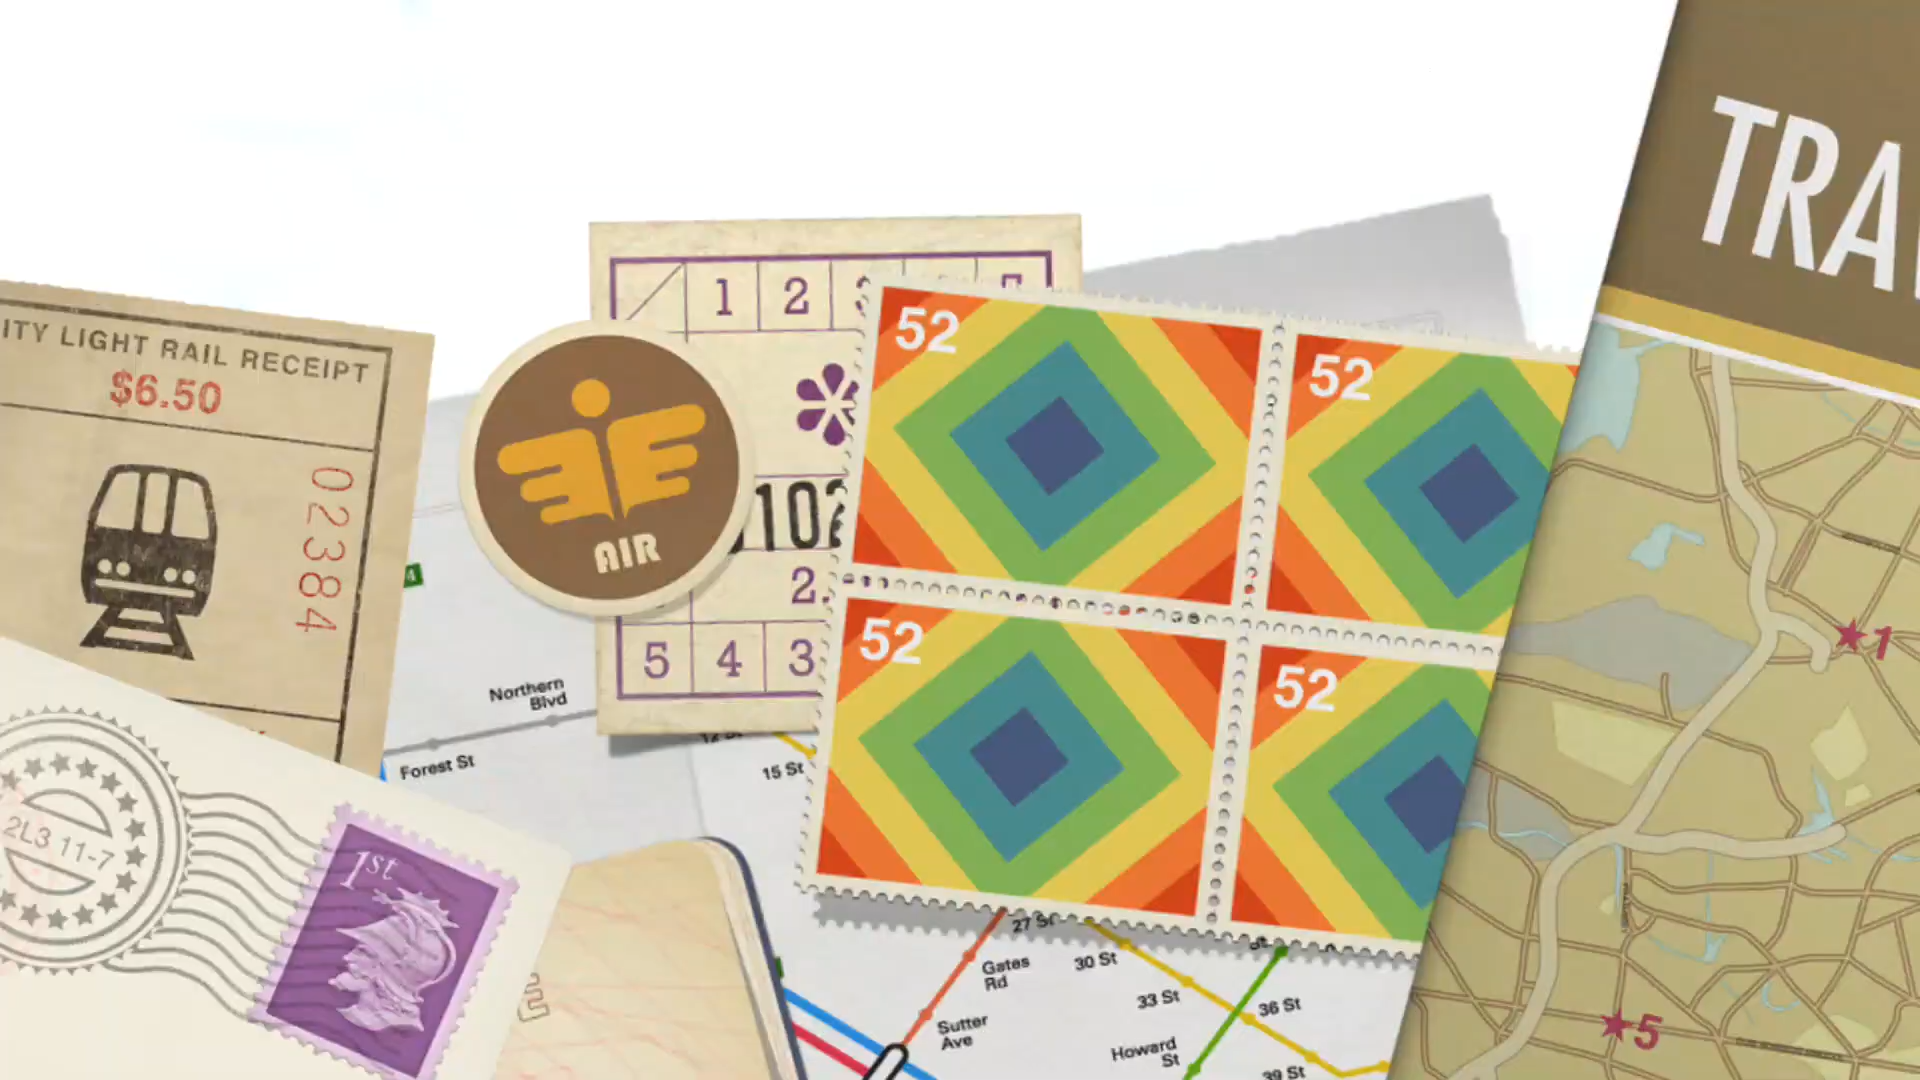 TRA
ITY LIGHT RAIL RECEIPT
$6.50
02384
1 2
102
2
5 4 3
AIR
52
52
52
52
1
5
Northern
Blvd
Forest St
15 St
2L3 11-7
1st
27 St
Gates
Rd
30 St
33 St
36 St
Sutter
Ave
Howard
St
39 St